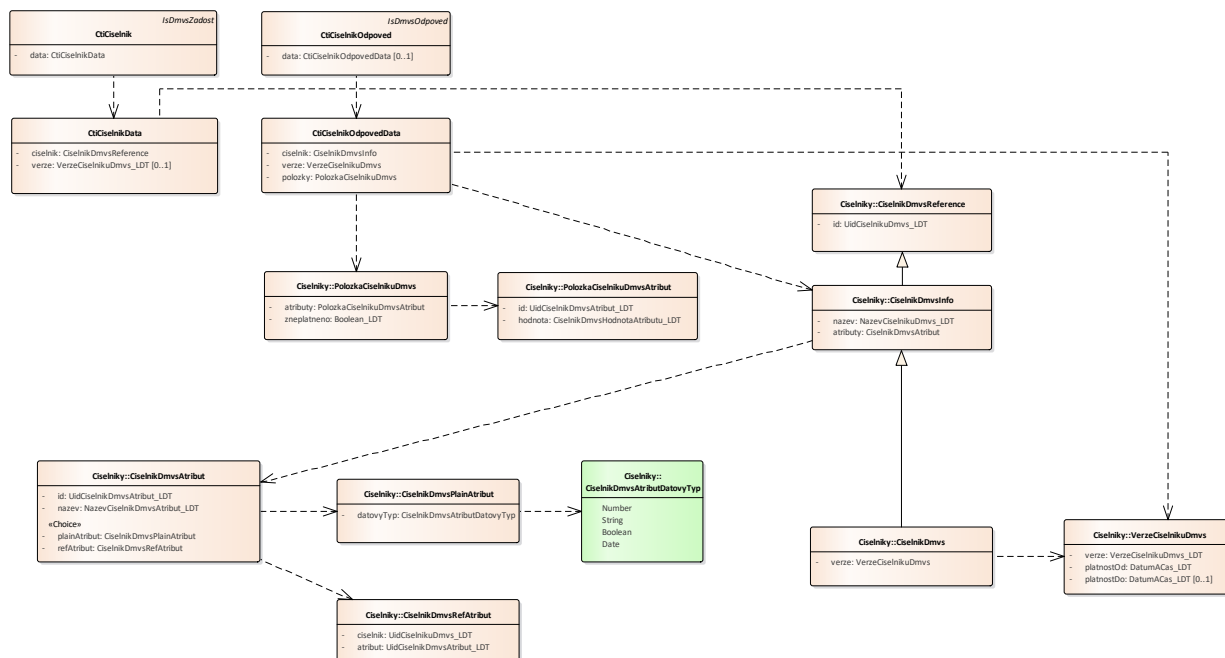 IsDmvsZadost
CtiCiselnik
- data: CtiCiselnikData
IsDmvsOdpoved
CtiCiselnikOdpoved
- data: CtiCiselnikOdpovedData [0..1]
CtiCiselnikData
- ciselnik: CiselnikDmvsReference
- verze: VerzeCiselnikuDmvs_LDT [0..1]
CtiCiselnikOdpovedData
- ciselnik: CiselnikDmvsInfo
- verze: VerzeCiselnikuDmvs
- polozky: PolozkaCiselnikuDmvs
Ciselniky::CiselnikDmvsReference
- id: UidCiselnikuDmvs_LDT
Ciselniky::PolozkaCiselnikuDmvs
- atributy: PolozkaCiselnikuDmvsAtribut
- zneplatneno: Boolean_LDT
Ciselniky::PolozkaCiselnikuDmvsAtribut
- id: UidCiselnikDmvsAtribut_LDT
- hodnota: CiselnikDmvsHodnotaAtributu_LDT
Ciselniky::CiselnikDmvsInfo
- nazev: NazevCiselnikuDmvs_LDT
- atributy: CiselnikDmvsAtribut
Ciselniky::CiselnikDmvsAtribut
- id: UidCiselnikDmvsAtribut_LDT
- nazev: NazevCiselnikDmvsAtribut_LDT
«Choice»
- plainAtribut: CiselnikDmvsPlainAtribut
- refAtribut: CiselnikDmvsRefAtribut
Ciselniky::CiselnikDmvsPlainAtribut
- datovyTyp: CiselnikDmvsAtributDatovyTyp
Ciselniky::
CiselnikDmvsAtributDatovyTyp
Number
String
Boolean
Date
Ciselniky::CiselnikDmvs
- verze: VerzeCiselnikuDmvs
Ciselniky::VerzeCiselnikuDmvs
- verze: VerzeCiselnikuDmvs_LDT
- platnostOd: DatumACas_LDT
- platnostDo: DatumACas_LDT [0..1]
Ciselniky::CiselnikDmvsRefAtribut
- ciselnik: UidCiselnikuDmvs_LDT
- atribut: UidCiselnikDmvsAtribut_LDT